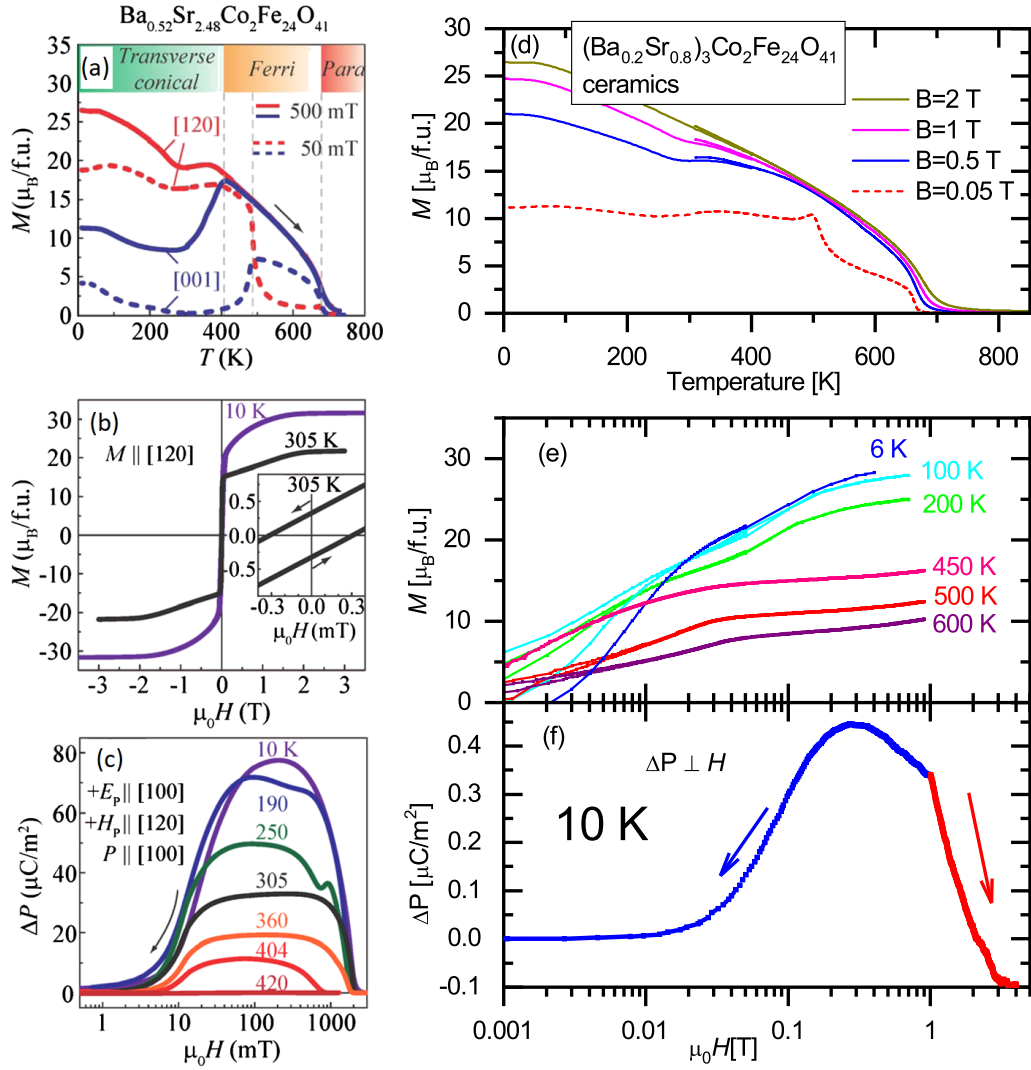 Ba0.52Sr2.48Co2Fe24O41
(a)
Transverse
conical
Ferri
Para
[120]
500 mT
50 mT
[001]
M (μB/f.u.)
35
30
25
20
15
10
5
0
0 100 200 300 400 500 600 700 800
T (K)
(b)
10 K
M || [120]
305 K
305 K
0.5
0.0
-0.5
-0.3 0.0 0.3
μ0H (mT)
M (μB/f.u.)
30
20
10
0
-10
-20
-30
-3 -2 -1 0 1 2 3
μ0H (T)
(c)
10 K
+EP|| [100]
+HP|| [120]
P || [100]
190
250
305
360
404
420
ΔP (μC/m2)
80
60
40
20
0
1 10 100 1000
μ0H (mT)
(d)
(Ba0.2Sr0.8)3Co2Fe24O41
ceramics
B=2 T
B=1 T
B=0.5 T
B=0.05 T
M [μB/f.u.]
30
25
20
15
10
5
0
0 200 400 600 800
Temperature [K]
(e)
6 K
100 K
200 K
450 K
500 K
600 K
M [μB/f.u.]
30
20
10
0
(f)
ΔP ⊥ H
10 K
ΔP [μC/m2]
0.4
0.3
0.2
0.1
0.0
-0.1
0.001 0.01 0.1 1
μ0H[T]